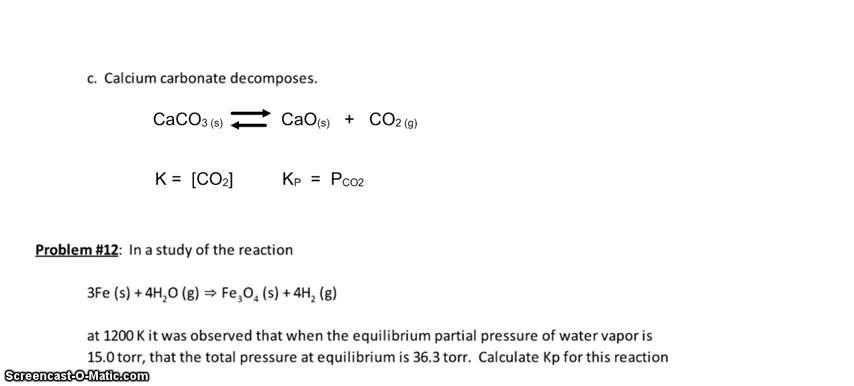 c. Calcium carbonate decomposes.
CaCO₃ (s) ⇌ CaO(s) + CO₂ (g)
K = [CO₂] Kₚ = PCO2
Problem #12: In a study of the reaction
3Fe (s) + 4H₂O (g) ⇒ Fe₃O₄ (s) + 4H₂ (g)
at 1200 K it was observed that when the equilibrium partial pressure of water vapor is
15.0 torr, that the total pressure at equilibrium is 36.3 torr. Calculate Kp for this reaction
Screencast-O-Matic.com